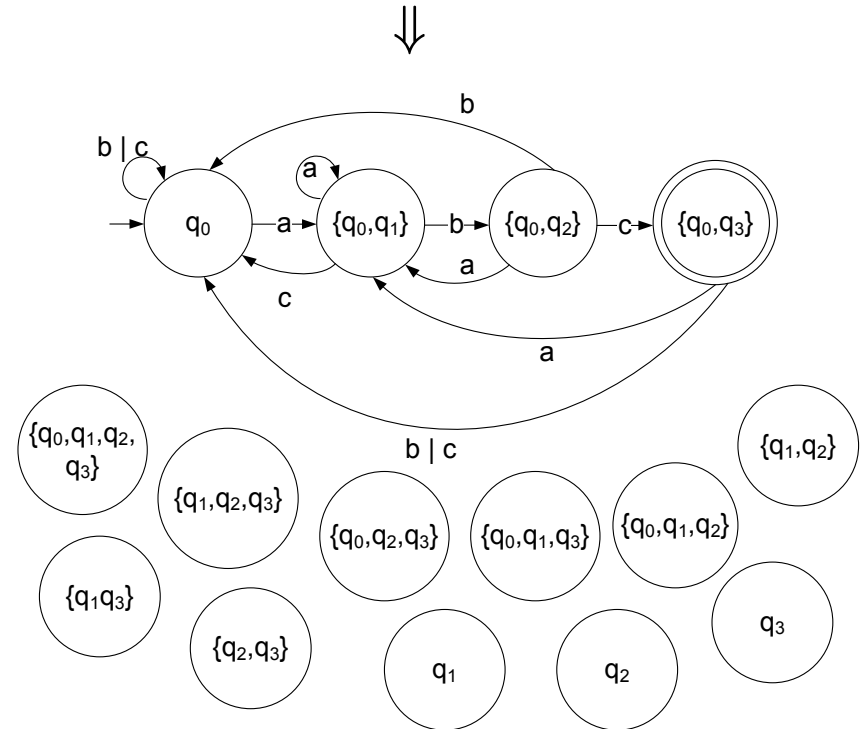 b
b | c
a
q₀
a
{q₀,q₁}
b
{q₀,q₂}
c
{q₀,q₃}
a
c
a
b | c
{q₀,q₁,q₂,
q₃}
{q₁,q₂,q₃}
{q₀,q₂,q₃}
{q₀,q₁,q₃}
{q₀,q₁,q₂}
{q₁,q₂}
{q₁q₃}
{q₂,q₃}
q₁
q₂
q₃